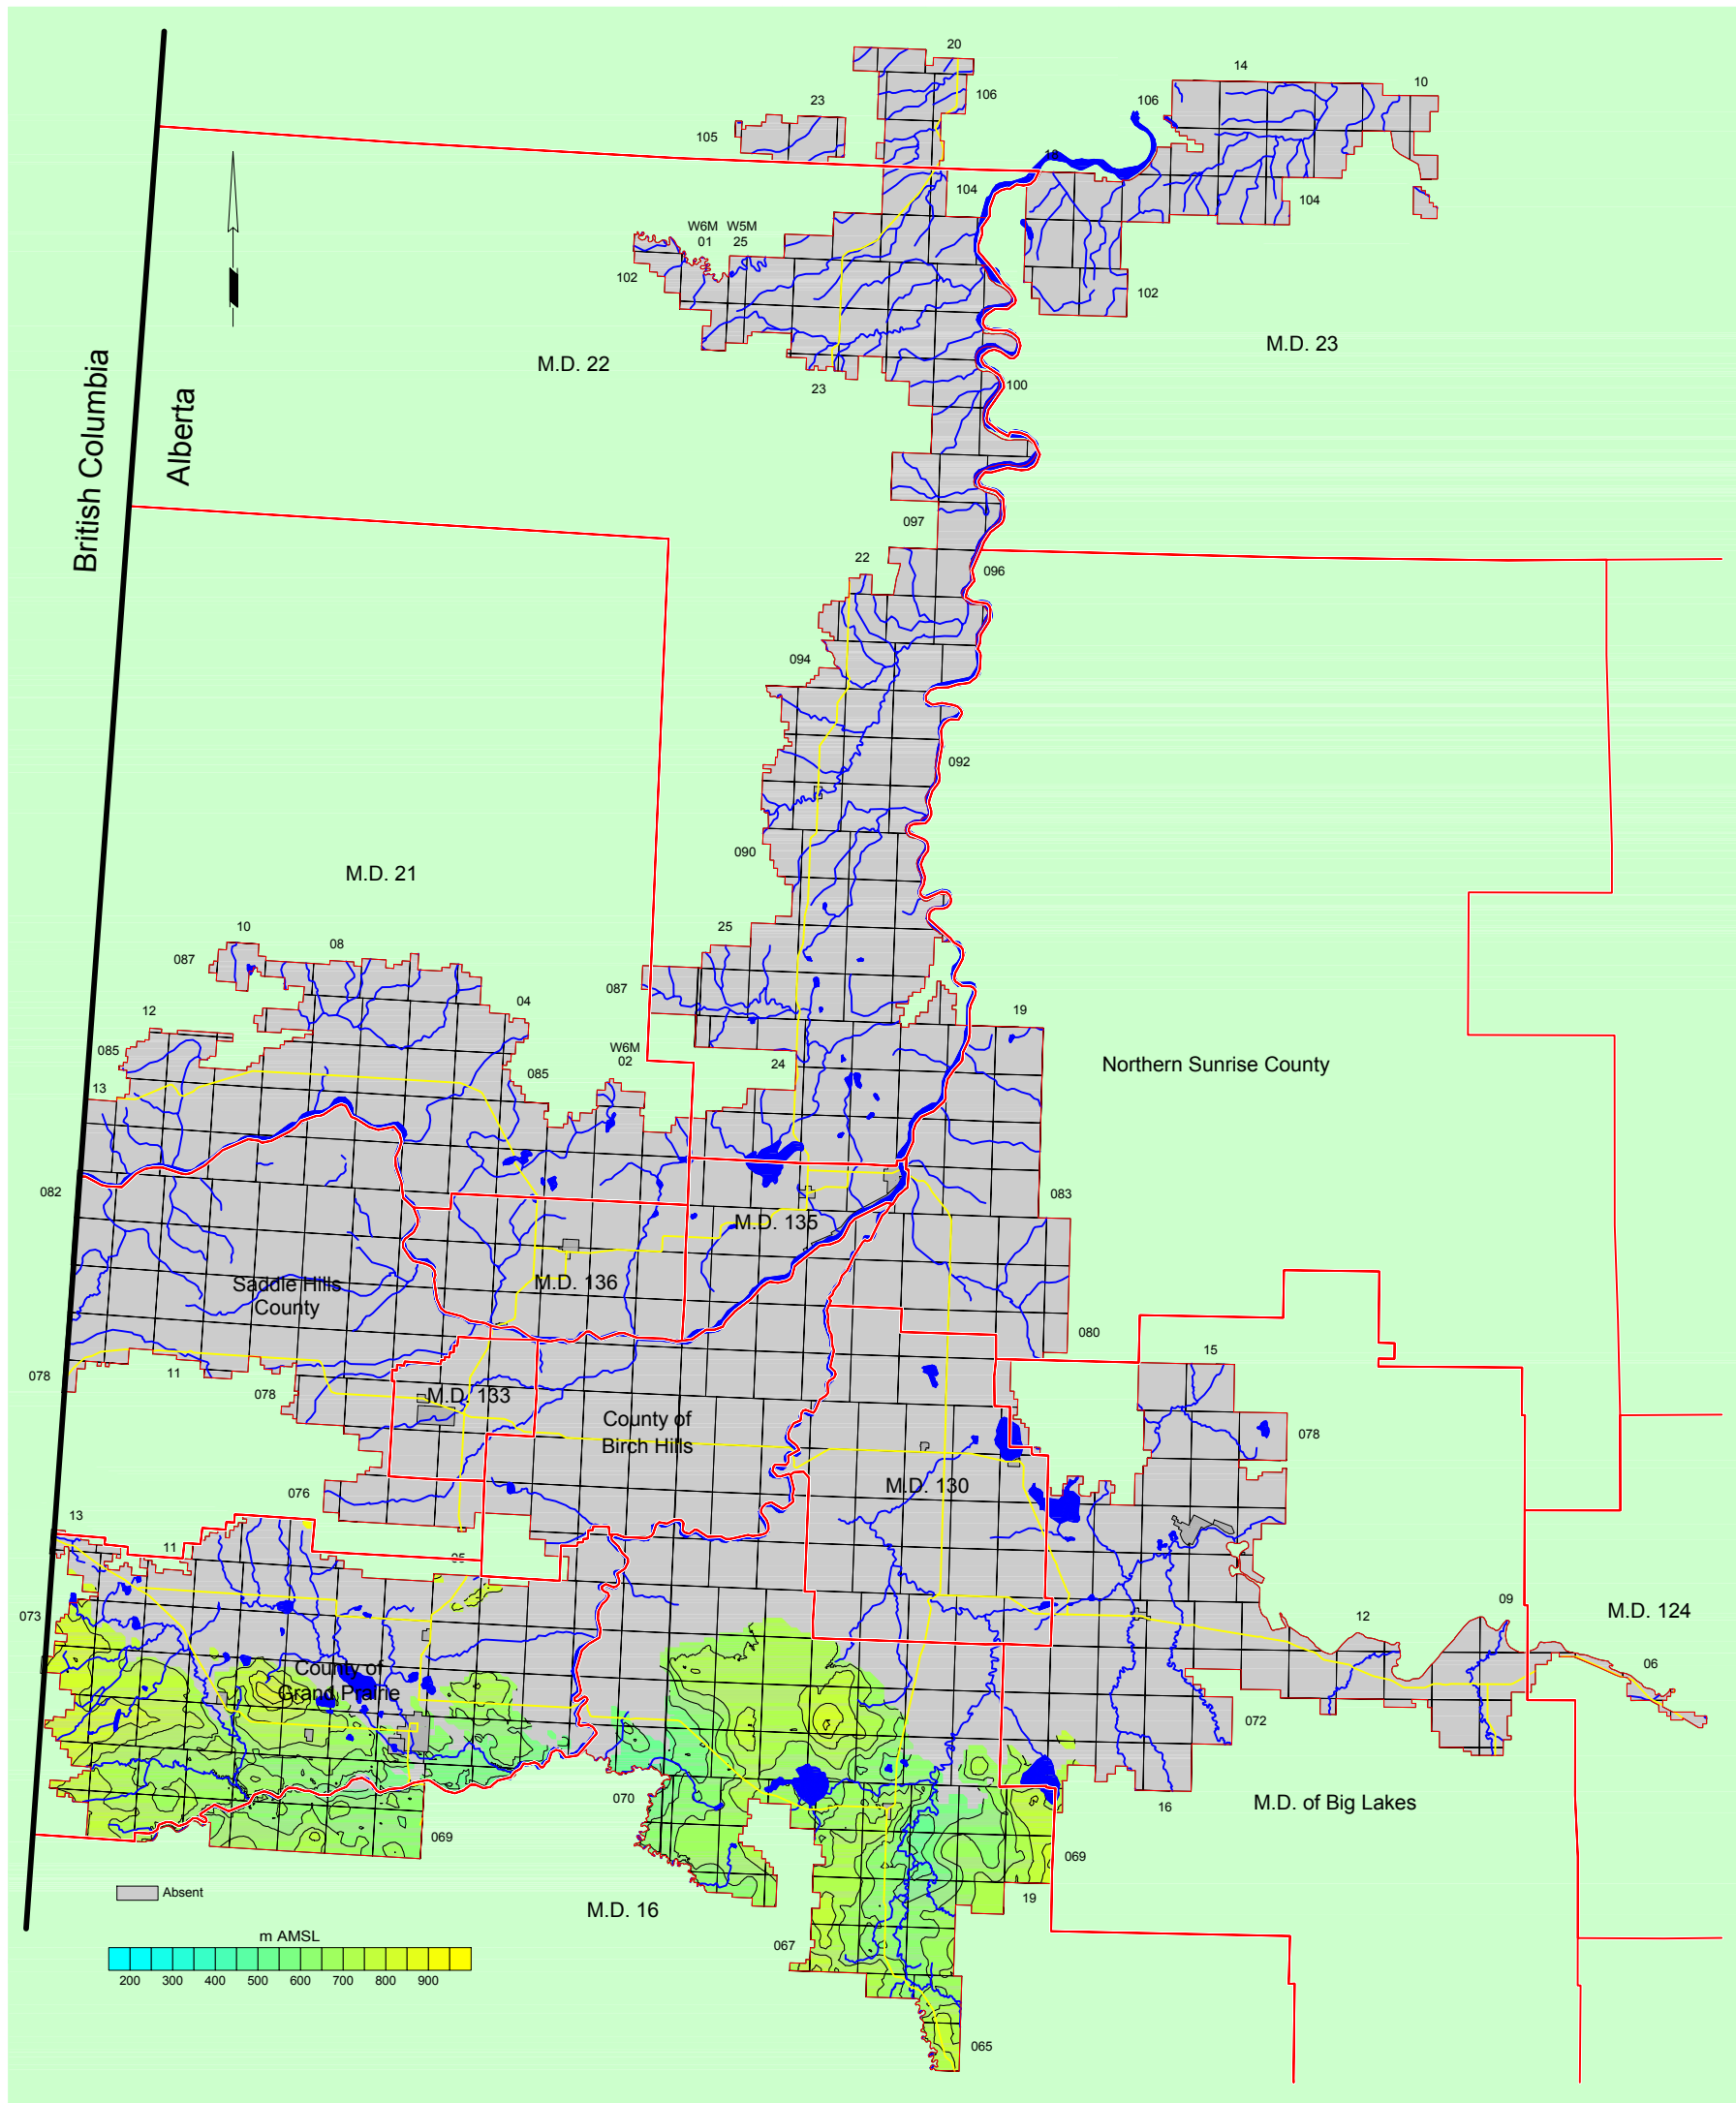 20
14
10
23
106
106
105
18
104
104
W6M W5M
01 25
102
102
British Columbia
Alberta
M.D. 22
M.D. 23
23
100
097
22
096
094
092
090
M.D. 21
10
08
25
087
087
04
12
19
W6M
02
085
24
Northern Sunrise County
13
085
082
083
M.D. 135
Saddle Hills
County
M.D. 136
080
15
078
11
078
M.D. 133
County of
Birch Hills
078
M.D. 130
076
13
11
05
073
12
09
M.D. 124
06
County of
Grand Prairie
072
070
16
M.D. of Big Lakes
069
069
Absent
19
M.D. 16
m AMSL
067
200 300 400 500 600 700 800 900
065